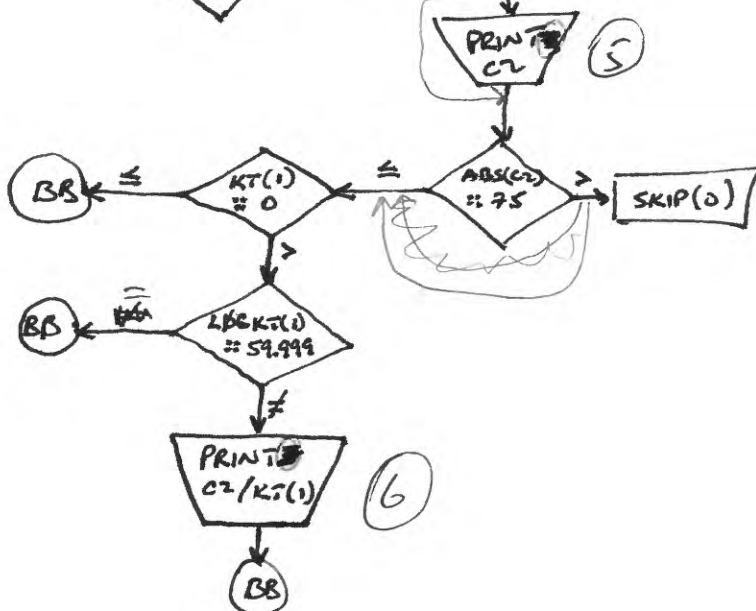 PRINT
C2
5
BB
≤
KT(1)
:: 0
≤
ABS(C2)
:: 75
>
SKIP(0)
>
BB
=
KT(1)
:: 59.999
≠
PRINT
C2/KT(1)
6
BB